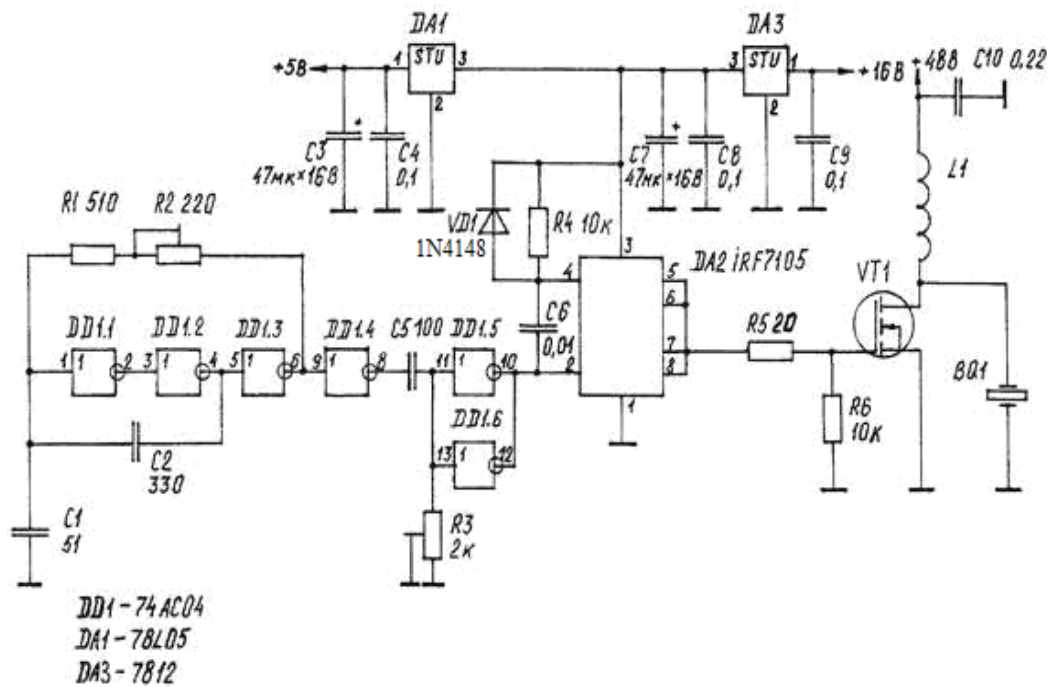 DA1
DA3
+5В
1
STU
3
3
STU
1
+16В
+48В
C10 0,22
2
2
C3
47мк×16В
+
C4
0,1
C7
47мк×16В
+
C8
0,1
C9
0,1
L1
R1 510
R2 220
VD1
1N4148
R4 10к
3
DA2 iRF7105
4
5
6
7
8
2
1
VT1
C6
0,01
R5 20
BQ1
DD1.1
DD1.2
DD1.3
DD1.4
C5 100
DD1.5
1
1
2
3
1
4
5
1
6
9
1
8
11
1
10
DD1.6
13
1
12
C2
330
R6
10к
C1
51
R3
2к
DD1-74AC04
DA1-78L05
DA3-7812